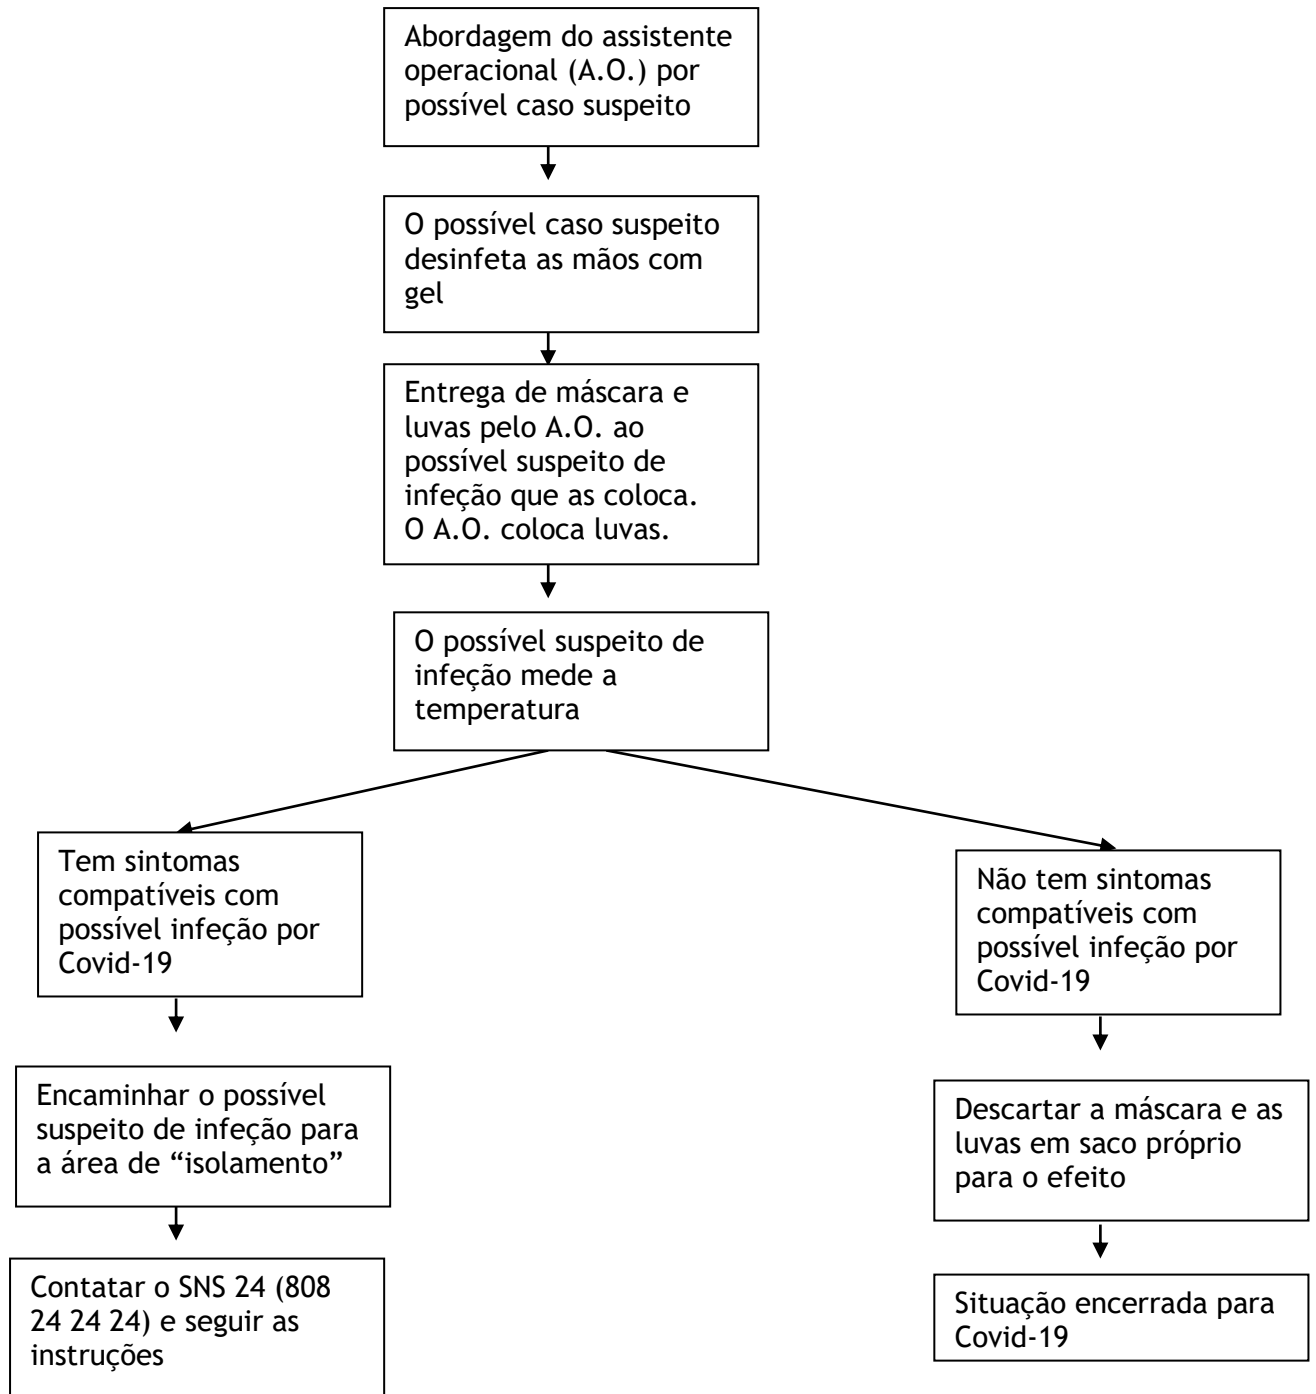 Abordagem do assistente
operacional (A.O.) por
possível caso suspeito
O possível caso suspeito
desinfeta as mãos com
gel
Entrega de máscara e
luvas pelo A.O. ao
possível suspeito de
infeção que as coloca.
O A.O. coloca luvas.
O possível suspeito de
infeção mede a
temperatura
Tem sintomas
compatíveis com
possível infeção por
Covid-19
Encaminhar o possível
suspeito de infeção para
a área de “isolamento”
Contatar o SNS 24 (808
24 24 24) e seguir as
instruções
Não tem sintomas
compatíveis com
possível infeção por
Covid-19
Descartar a máscara e as
luvas em saco próprio
para o efeito
Situação encerrada para
Covid-19